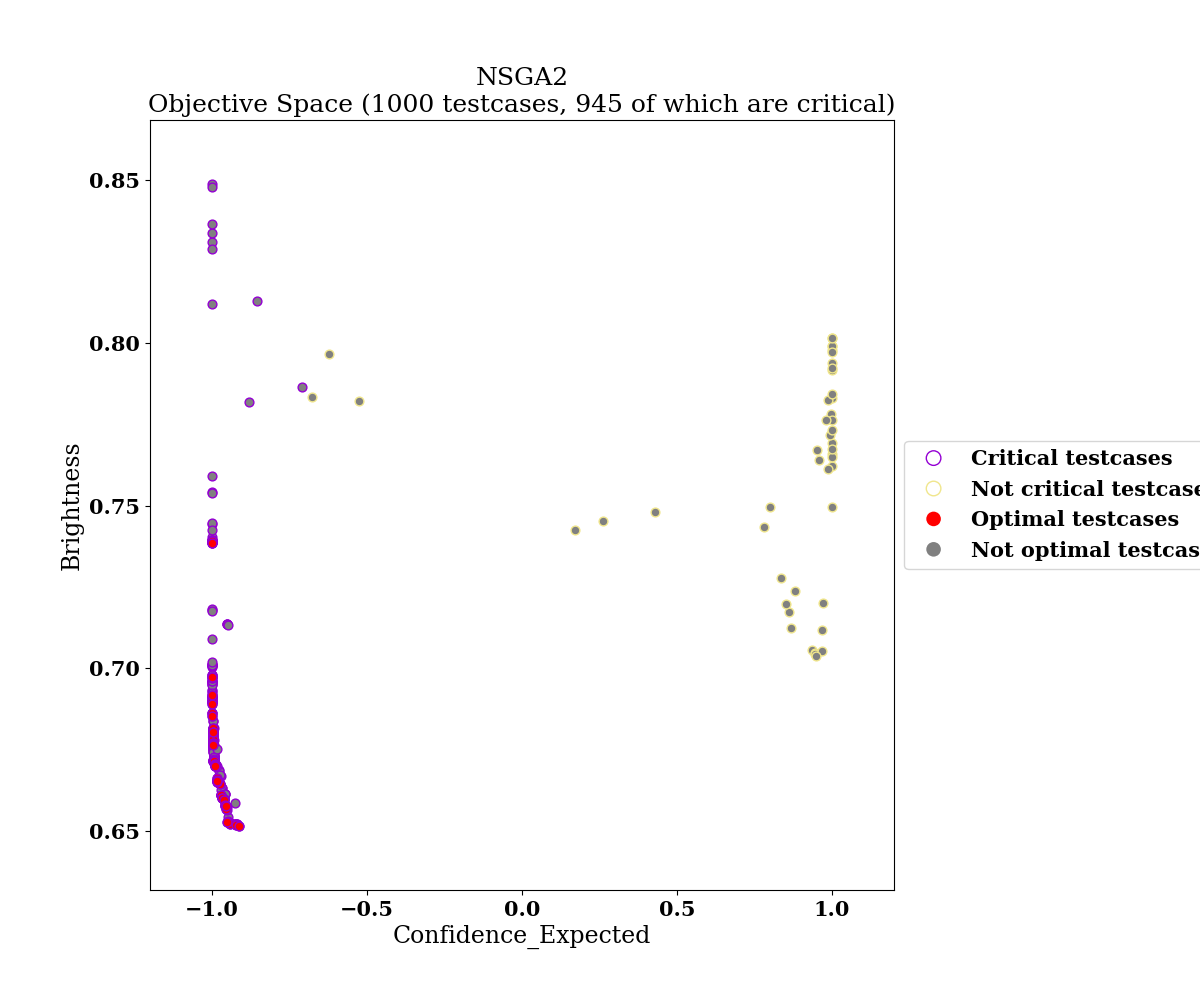 NSGA2
Objective Space (1000 testcases, 945 of which are critical)
0.85
0.80
0.75
0.70
0.65
Brightness
−1.0
−0.5
0.0
0.5
1.0
Confidence_Expected
Critical testcases
Not critical testcase
Optimal testcases
Not optimal testcas